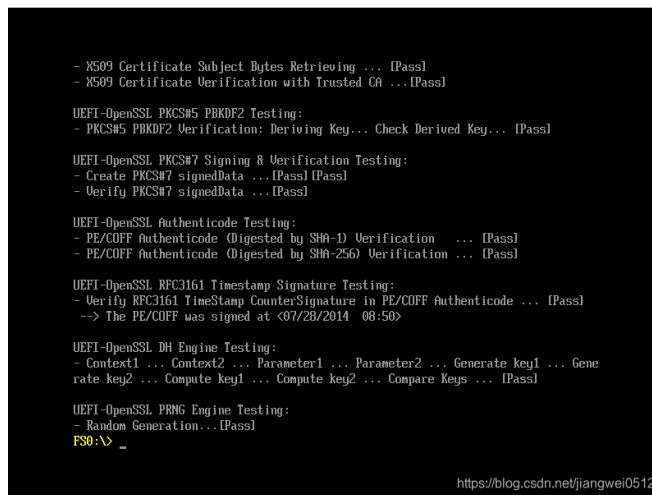 - X509 Certificate Subject Bytes Retrieving ... [Pass]
- X509 Certificate Verification with Trusted CA ...[Pass]
UEFI-OpenSSL PKCS#5 PBKDF2 Testing:
- PKCS#5 PBKDF2 Verification: Deriving Key... Check Derived Key... [Pass]
UEFI-OpenSSL PKCS#7 Signing & Verification Testing:
- Create PKCS#7 signedData ...[Pass][Pass]
- Verify PKCS#7 signedData ...[Pass]
UEFI-OpenSSL Authenticode Testing:
- PE/COFF Authenticode (Digested by SHA-1) Verification   ... [Pass]
- PE/COFF Authenticode (Digested by SHA-256) Verification ... [Pass]
UEFI-OpenSSL RFC3161 Timestamp Signature Testing:
- Verify RFC3161 TimeStamp CounterSignature in PE/COFF Authenticode ... [Pass]
--> The PE/COFF was signed at <07/28/2014  08:50>
UEFI-OpenSSL DH Engine Testing:
- Context1 ... Context2 ... Parameter1 ... Parameter2 ... Generate key1 ... Gene
rate key2 ... Compute key1 ... Compute key2 ... Compare Keys ... [Pass]
UEFI-OpenSSL PRNG Engine Testing:
- Random Generation...[Pass]
FS0:\> _
https://blog.csdn.net/jiangwei0512